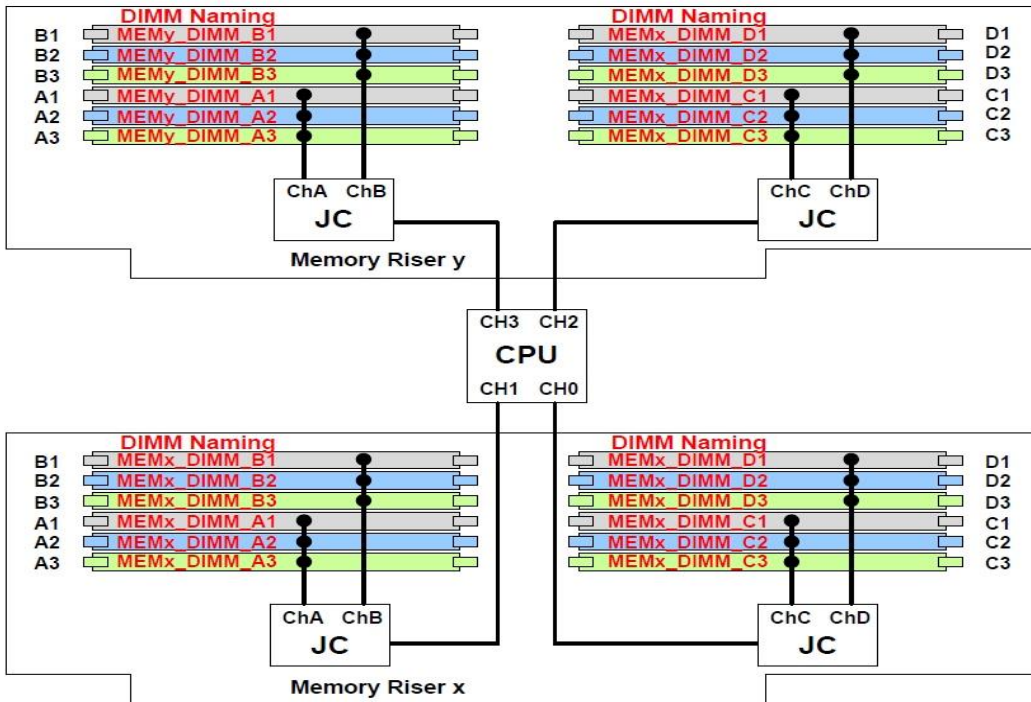 DIMM Naming
B1 MEMy_DIMM_B1
B2 MEMy_DIMM_B2
B3 MEMy_DIMM_B3
A1 MEMy_DIMM_A1
A2 MEMy_DIMM_A2
A3 MEMy_DIMM_A3
ChA ChB
JC
DIMM Naming
MEMx_DIMM_D1 D1
MEMx_DIMM_D2 D2
MEMx_DIMM_D3 D3
MEMx_DIMM_C1 C1
MEMx_DIMM_C2 C2
MEMx_DIMM_C3 C3
ChC ChD
JC
Memory Riser y
CH3 CH2
CPU
CH1 CH0
DIMM Naming
B1 MEMx_DIMM_B1
B2 MEMx_DIMM_B2
B3 MEMx_DIMM_B3
A1 MEMx_DIMM_A1
A2 MEMx_DIMM_A2
A3 MEMx_DIMM_A3
ChA ChB
JC
DIMM Naming
MEMx_DIMM_D1 D1
MEMx_DIMM_D2 D2
MEMx_DIMM_D3 D3
MEMx_DIMM_C1 C1
MEMx_DIMM_C2 C2
MEMx_DIMM_C3 C3
ChC ChD
JC
Memory Riser x